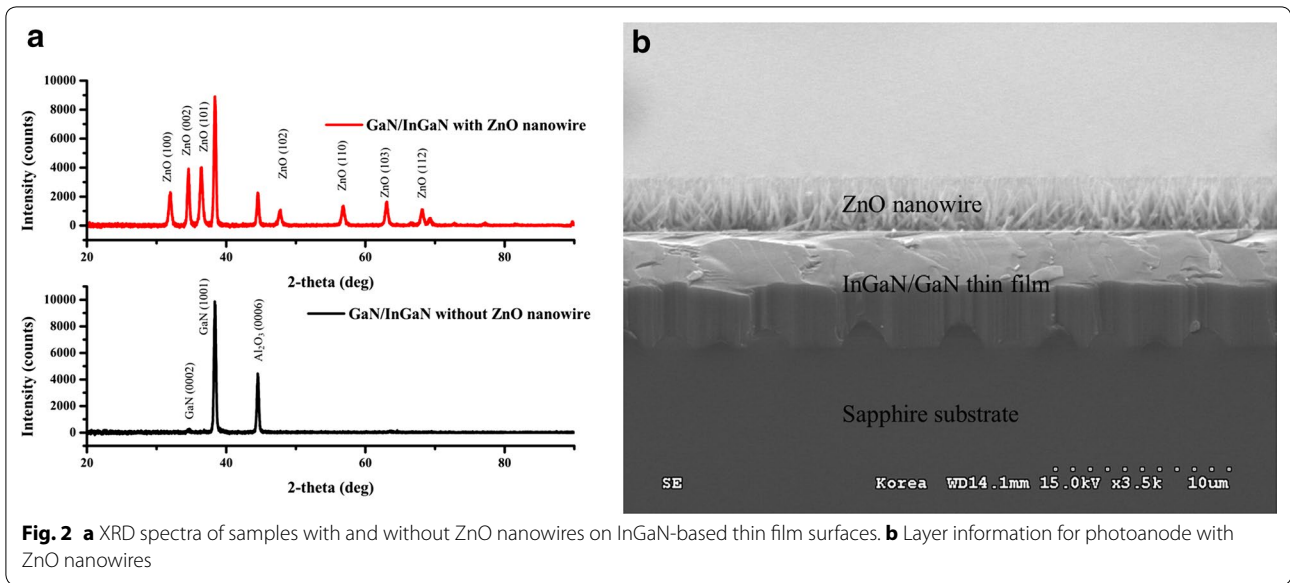 a
10000
8000
6000
4000
2000
0
Intensity (counts)
ZnO (100)
ZnO (002)
ZnO (101)
ZnO (102)
ZnO (110)
ZnO (103)
ZnO (112)
GaN/InGaN with ZnO nanowire
20
40
60
80
2-theta (deg)
10000
8000
6000
4000
2000
0
Intensity (counts)
GaN (0002)
GaN (1001)
Al₂O₃ (0006)
GaN/InGaN without ZnO nanowire
20
40
60
80
2-theta (deg)
b
ZnO nanowire
InGaN/GaN thin film
Sapphire substrate
SE Korea WD14.1mm 15.0kV x3.5k 10um
Fig. 2 a XRD spectra of samples with and without ZnO nanowires on InGaN-based thin film surfaces. b Layer information for photoanode with
ZnO nanowires